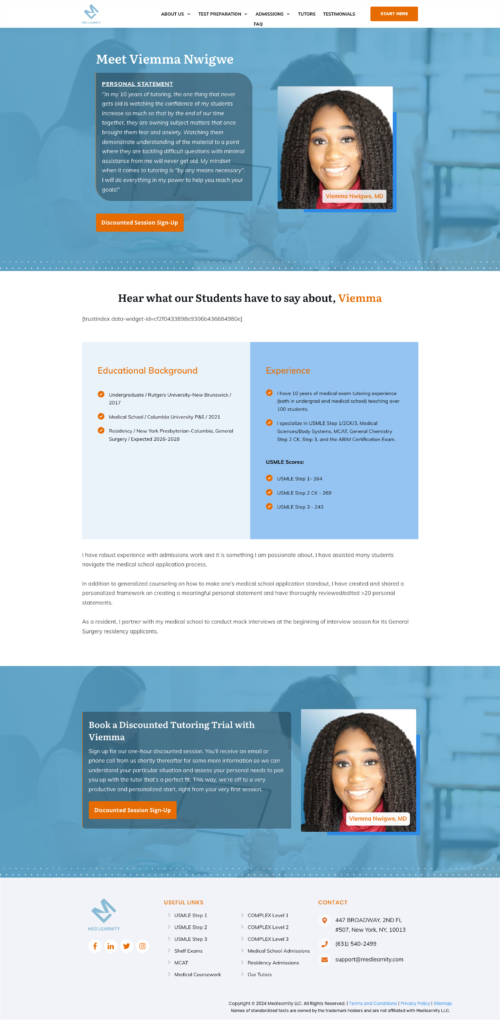 ABOUT US
TEST PREPARATION
ADMISSIONS
TUTORS
TESTIMONIALS
START HERE
FAQ
MED LEARNITY
Meet Viemma Nwigwe
PERSONAL STATEMENT
"In my 10 years of tutoring, the one thing that never
gets old is watching the confidence of my students
increase so much so that by the end of our time
together, they are owning subject matters that once
brought them fear and anxiety. Watching them
demonstrate understanding of the material to a point
where they are tackling difficult questions with minimal
assistance from me will never get old. My mindset
when it comes to tutoring is "by any means necessary".
I will do everything in my power to help you reach your
goals!"
Viemma Nwigwe, MD
Discounted Session Sign-Up
Hear what our Students have to say about, Viemma
[trustindex data-widget-id=cf2f0433898c9306b436684980e]
Educational Background
Undergraduate / Rutgers University-New Brunswick /
2017
Medical School / Columbia University P&S / 2021
Residency / New York Presbyterian-Columbia, General
Surgery / Expected 2026-2028
Experience
I have 10 years of medical exam tutoring experience
(both in undergrad and medical school) teaching over
100 students.
I specialize in USMLE Step 1/2CK/3, Medical
Sciences/Body Systems, MCAT, General Chemistry
Step 2 CK, Step 3, and the ABIM Certification Exam.
USMLE Scores:
USMLE Step 1- 264
USMLE Step 2 CK - 269
USMLE Step 3 - 243
I have robust experience with admissions work and it is something I am passionate about. I have assisted many students
navigate the medical school application process.
In addition to generalized counseling on how to make one's medical school application standout, I have created and shared a
personalized framework on creating a meaningful personal statement and have thoroughly reviewed/edited >20 personal
statements.
As a resident, I partner with my medical school to conduct mock interviews at the beginning of interview season for its General
Surgery residency applicants.
Book a Discounted Tutoring Trial with
Viemma
Sign up for our one-hour discounted session. You'll receive an email or
phone call from us shortly thereafter for some more information so we can
understand your particular situation and assess your personal needs to pair
you up with the tutor that's a perfect fit. This way, we're off to a very
productive and personalized start, right from your very first session.
Discounted Session Sign-Up
Viemma Nwigwe, MD
MED LEARNITY
USEFUL LINKS
USMLE Step 1
USMLE Step 2
USMLE Step 3
Shelf Exams
MCAT
Medical Coursework
COMPLEX Level 1
COMPLEX Level 2
COMPLEX Level 3
Medical School Admissions
Residency Admissions
Our Tutors
CONTACT
447 BROADWAY, 2ND FL
#507, New York, NY, 10013
(631) 540-2499
support@medlearnity.com
Copyright © 2024 Medlearnity LLC. All Rights Reserved. | Terms and Conditions | Privacy Policy | Sitemap
Names of standardized tests are owned by the trademark holders and are not affiliated with Medlearnity LLC.